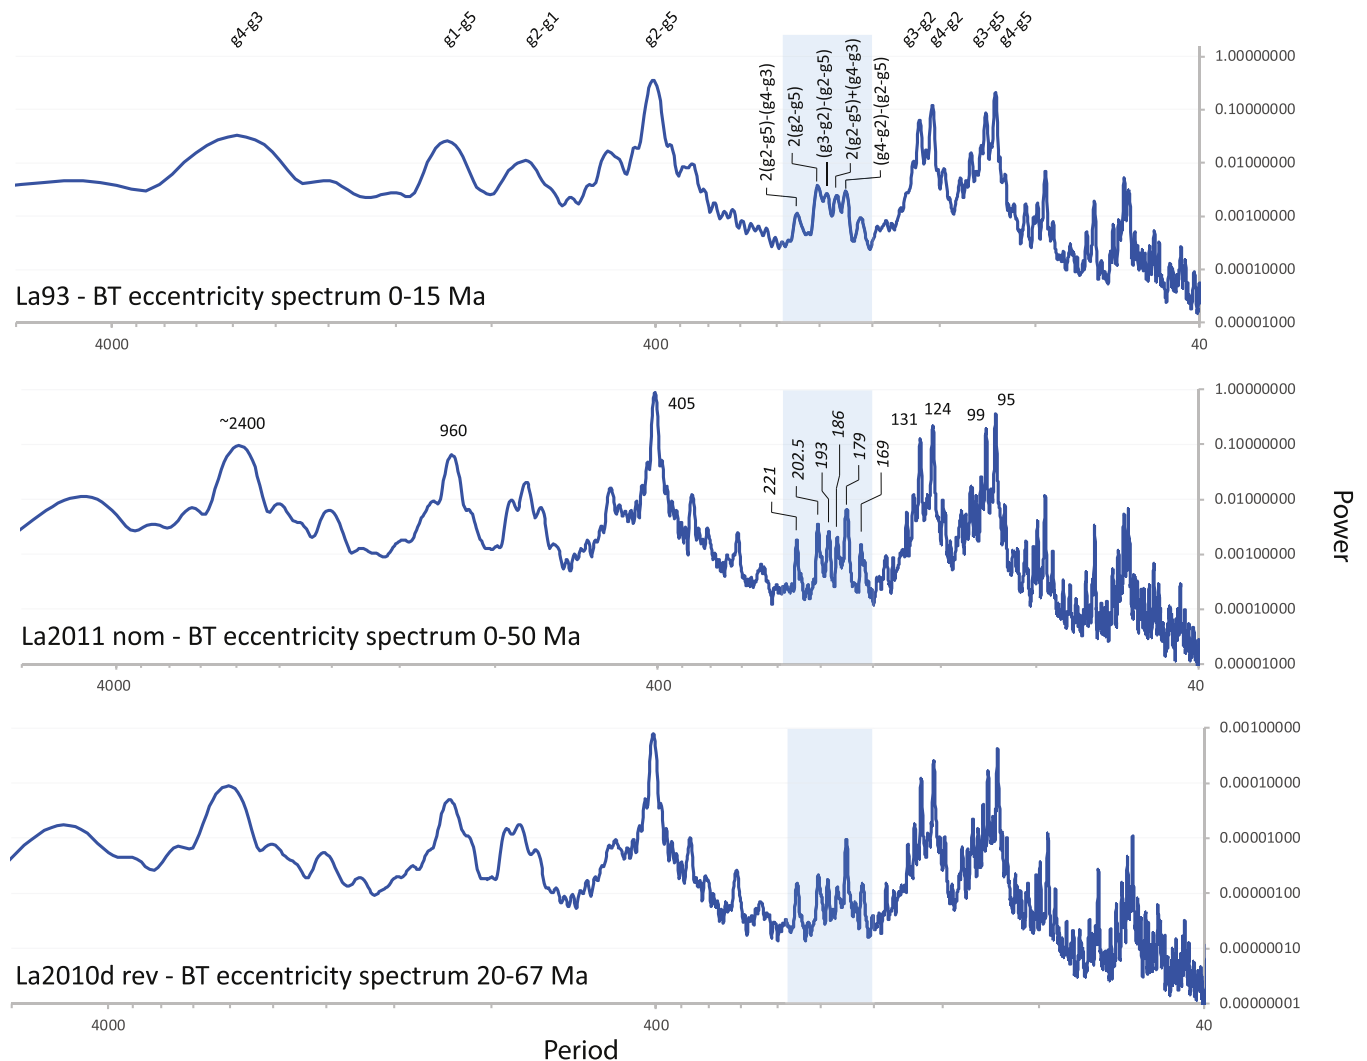 g4-g3
g1-g5
g2-g1
g2-g5
g3-g2
g4-g2
g3-g5
g4-g5
2(g2-g5)-(g4-g3)
2(g2-g5)
(g3-g2)-(g2-g5)
2(g2-g5)+(g4-g3)
(g4-g2)-(g2-g5)
1.00000000
0.10000000
0.01000000
0.00100000
0.00010000
0.00001000
La93 - BT eccentricity spectrum 0-15 Ma
4000
400
40
~2400
960
405
221
202.5
193
186
179
169
131
124
99
95
1.00000000
0.10000000
0.01000000
0.00100000
0.00010000
0.00001000
Power
La2011 nom - BT eccentricity spectrum 0-50 Ma
4000
400
40
0.00100000
0.00010000
0.00001000
0.00000100
0.00000010
0.00000001
La2010d rev - BT eccentricity spectrum 20-67 Ma
4000
400
40
Period